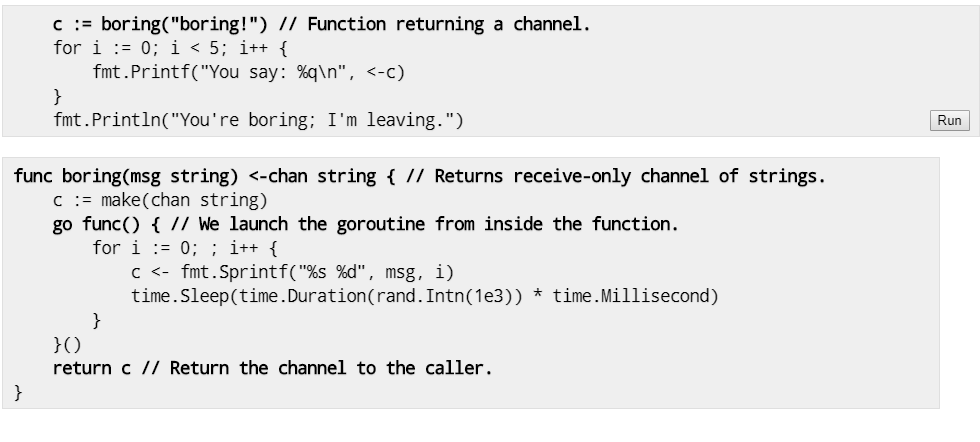 c := boring("boring!") // Function returning a channel.
for i := 0; i < 5; i++ {
fmt.Printf("You say: %q\n", <-c)
}
fmt.Println("You're boring; I'm leaving.")
Run
func boring(msg string) <-chan string { // Returns receive-only channel of strings.
c := make(chan string)
go func() { // We launch the goroutine from inside the function.
for i := 0; ; i++ {
c <- fmt.Sprintf("%s %d", msg, i)
time.Sleep(time.Duration(rand.Intn(1e3)) * time.Millisecond)
}
}()
return c // Return the channel to the caller.
}